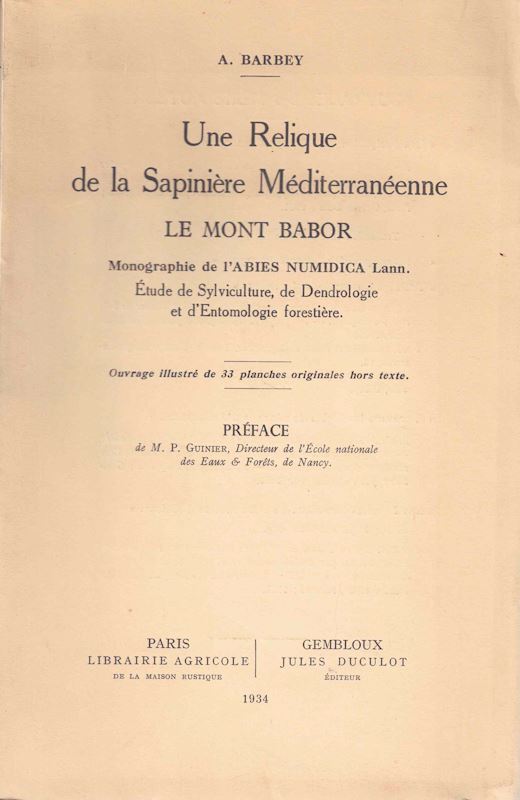 A. BARBEY
Une Relique
de la Sapinière Méditerranéenne
LE MONT BABOR
Monographie de l'ABIES NUMIDICA Lann.
Étude de Sylviculture, de Dendrologie
et d'Entomologie forestière.
Ouvrage illustré de 33 planches originales hors texte.
PRÉFACE
de M. P. GUINIER, Directeur de l'École nationale
des Eaux & Forêts, de Nancy.
PARIS
LIBRAIRIE AGRICOLE
DE LA MAISON RUSTIQUE
GEMBLOUX
JULES DUCULOT
ÉDITEUR
1934